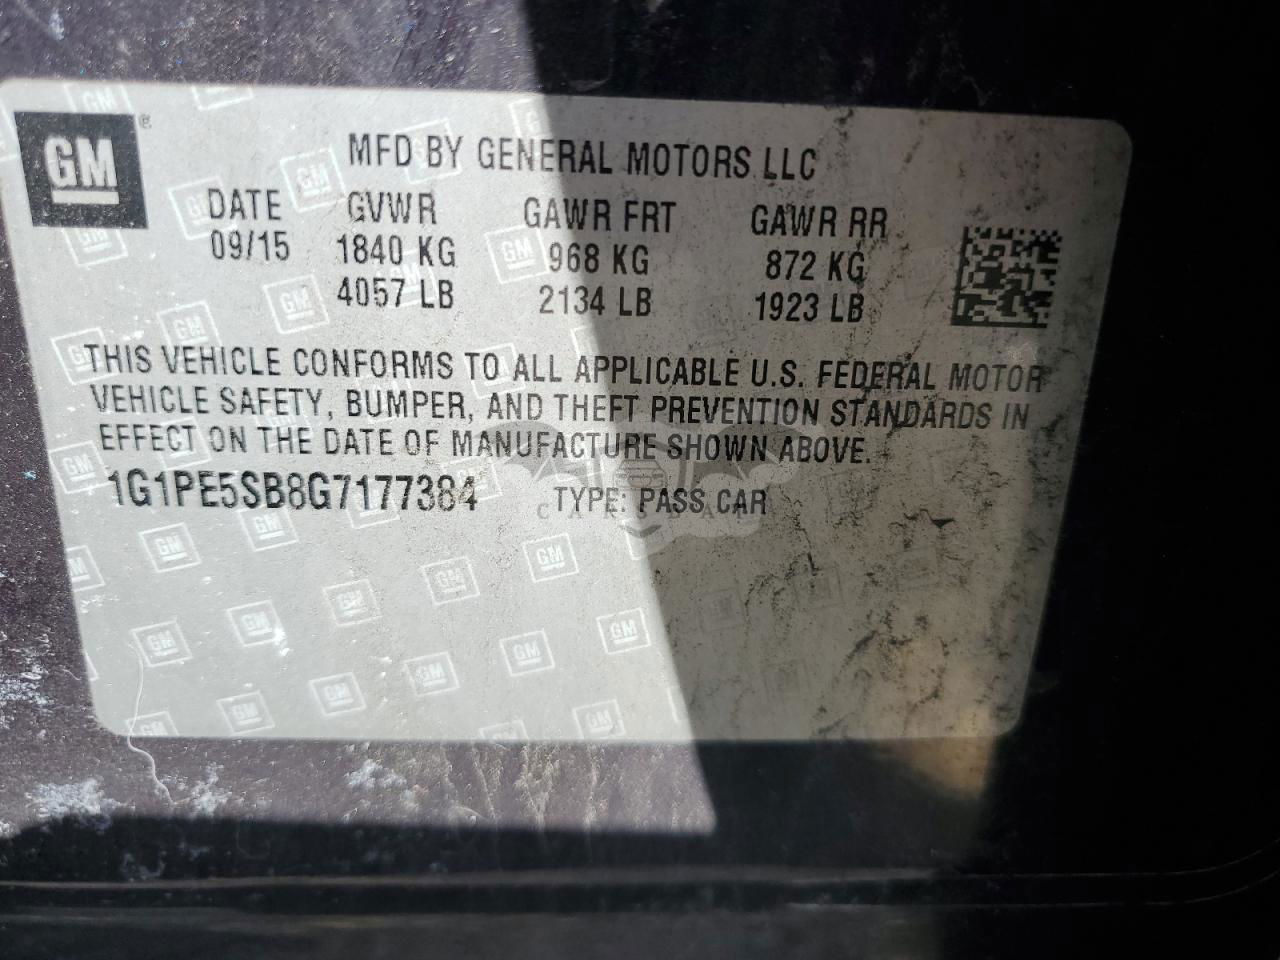 GM ®
MFD BY GENERAL MOTORS LLC
DATE GVWR GAWR FRT GAWR RR
09/15 1840 KG 968 KG 872 KG
4057 LB 2134 LB 1923 LB
THIS VEHICLE CONFORMS TO ALL APPLICABLE U.S. FEDERAL MOTOR
VEHICLE SAFETY, BUMPER, AND THEFT PREVENTION STANDARDS IN
EFFECT ON THE DATE OF MANUFACTURE SHOWN ABOVE.
1G1PE5SB8G7177384 TYPE: PASS CAR